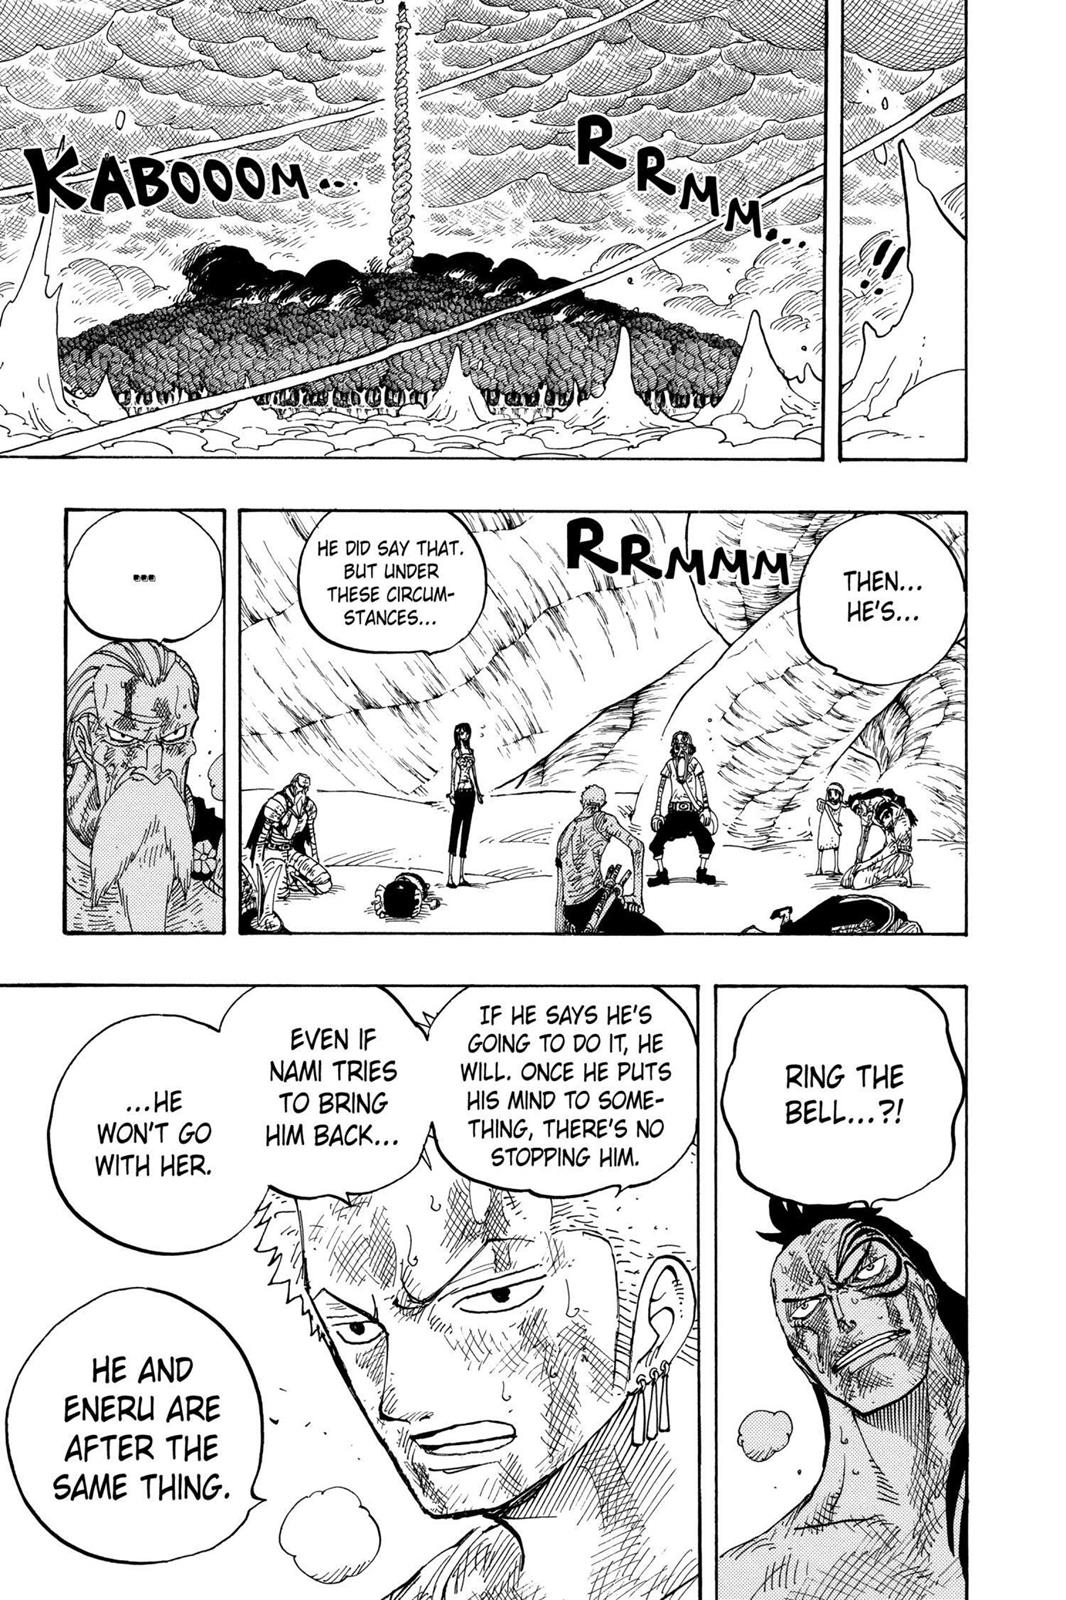 RRMM...
!!
KABOOOM...
THEN...
HE'S...
RRMMM
HE DID SAY THAT.
BUT UNDER
THESE CIRCUM-
STANCES...
...
RING THE
BELL...?!
IF HE SAYS HE'S
GOING TO DO IT, HE
WILL. ONCE HE PUTS
HIS MIND TO SOME-
THING, THERE'S NO
STOPPING HIM.
EVEN IF
NAMI TRIES
TO BRING
HIM BACK...
...HE
WON'T GO
WITH HER.
HE AND
ENERU ARE
AFTER THE
SAME THING.